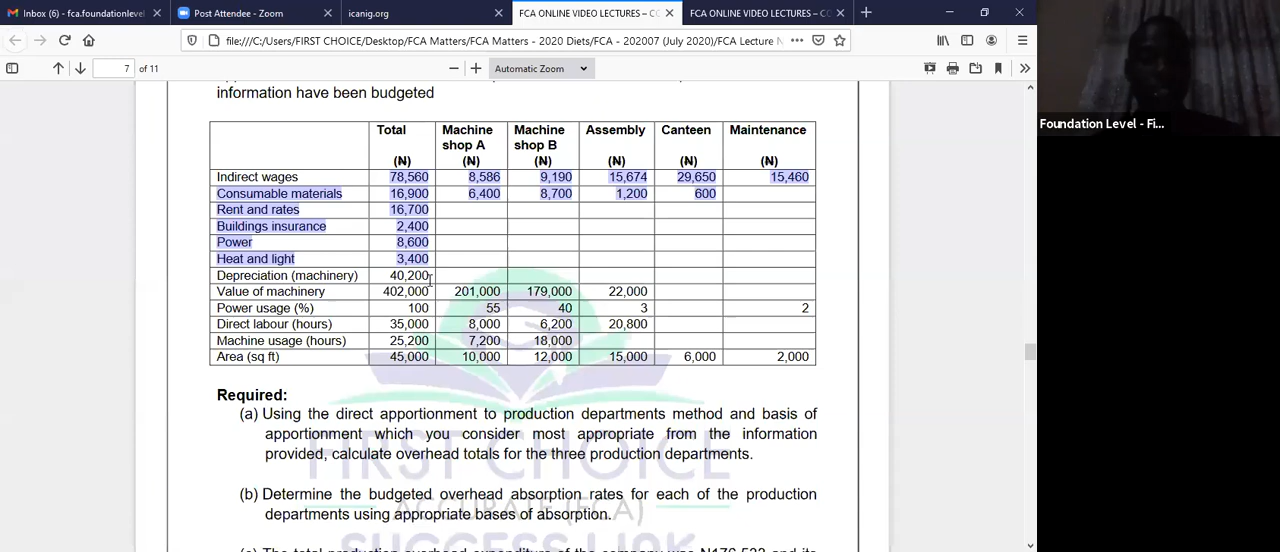 Inbox (6) - fca.foundationlevel
Post Attendee - Zoom
icanig.org
FCA ONLINE VIDEO LECTURES – CO
FCA ONLINE VIDEO LECTURES – CO
file:///C:/Users/FIRST CHOICE/Desktop/FCA Matters/FCA Matters - 2020 Diets/FCA - 202007 (July 2020)/FCA Lecture N
7 of 11
Automatic Zoom
Foundation Level - Fi...
information have been budgeted
Total Machine shop A Machine shop B Assembly Canteen Maintenance
(₦) (₦) (₦) (₦) (₦) (₦)
Indirect wages 78,560 8,586 9,190 15,674 29,650 15,460
Consumable materials 16,900 6,400 8,700 1,200 600
Rent and rates 16,700
Buildings insurance 2,400
Power 8,600
Heat and light 3,400
Depreciation (machinery) 40,200
Value of machinery 402,000 201,000 179,000 22,000
Power usage (%) 100 55 40 3 2
Direct labour (hours) 35,000 8,000 6,200 20,800
Machine usage (hours) 25,200 7,200 18,000
Area (sq ft) 45,000 10,000 12,000 15,000 6,000 2,000
Required:
(a) Using the direct apportionment to production departments method and basis of
apportionment which you consider most appropriate from the information
provided, calculate overhead totals for the three production departments.
(b) Determine the budgeted overhead absorption rates for each of the production
departments using appropriate bases of absorption.
FIRST CHOICE
ACCURATE (FCA)
SUCCESS LINK